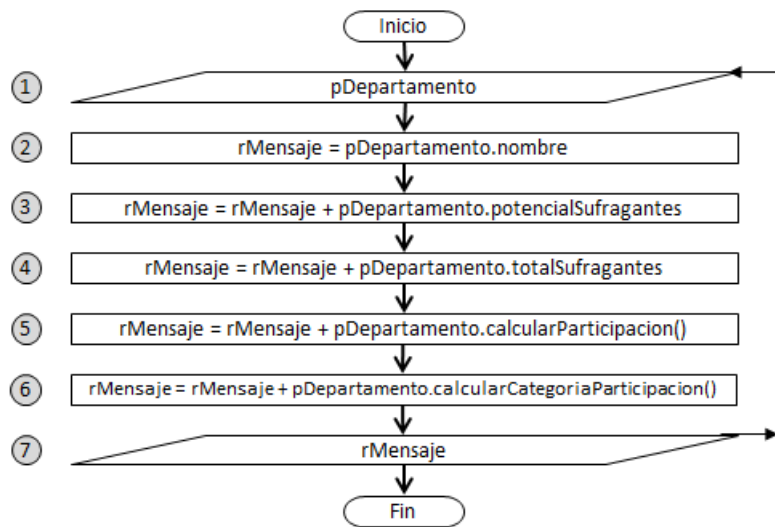 Inicio
1 pDepartamento
2 rMensaje = pDepartamento.nombre
3 rMensaje = rMensaje + pDepartamento.potencialSufragantes
4 rMensaje = rMensaje + pDepartamento.totalSufragantes
5 rMensaje = rMensaje + pDepartamento.calcularParticipacion()
6 rMensaje = rMensaje + pDepartamento.calcularCategoriaParticipacion()
7 rMensaje
Fin